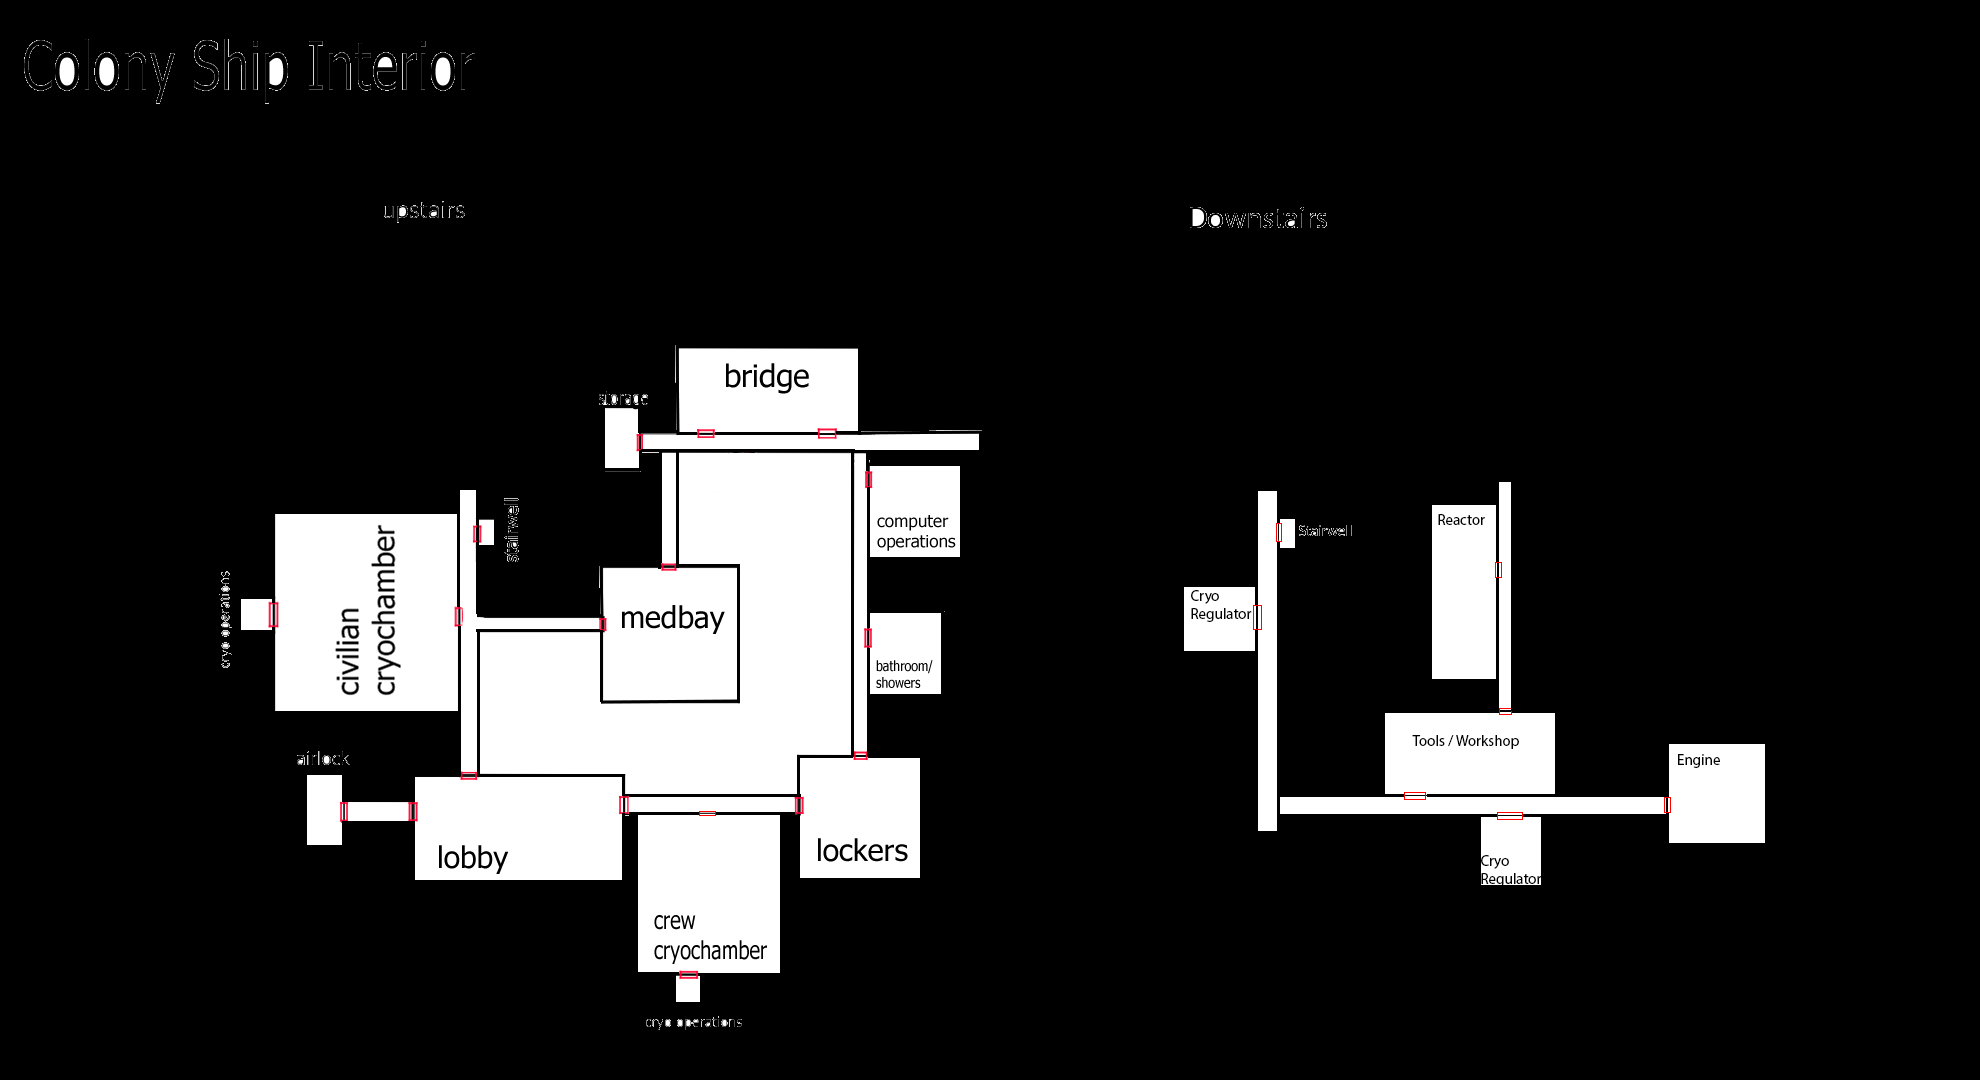 Colony Ship Interior
upstairs
Downstairs
bridge
storage
computer
operations
stairwell
civilian
cryochamber
cryo operations
medbay
bathroom/
showers
airlock
lobby
lockers
crew
cryochamber
cryo operations
Reactor
Stairwell
Cryo
Regulator
Tools / Workshop
Engine
Cryo
Regulator